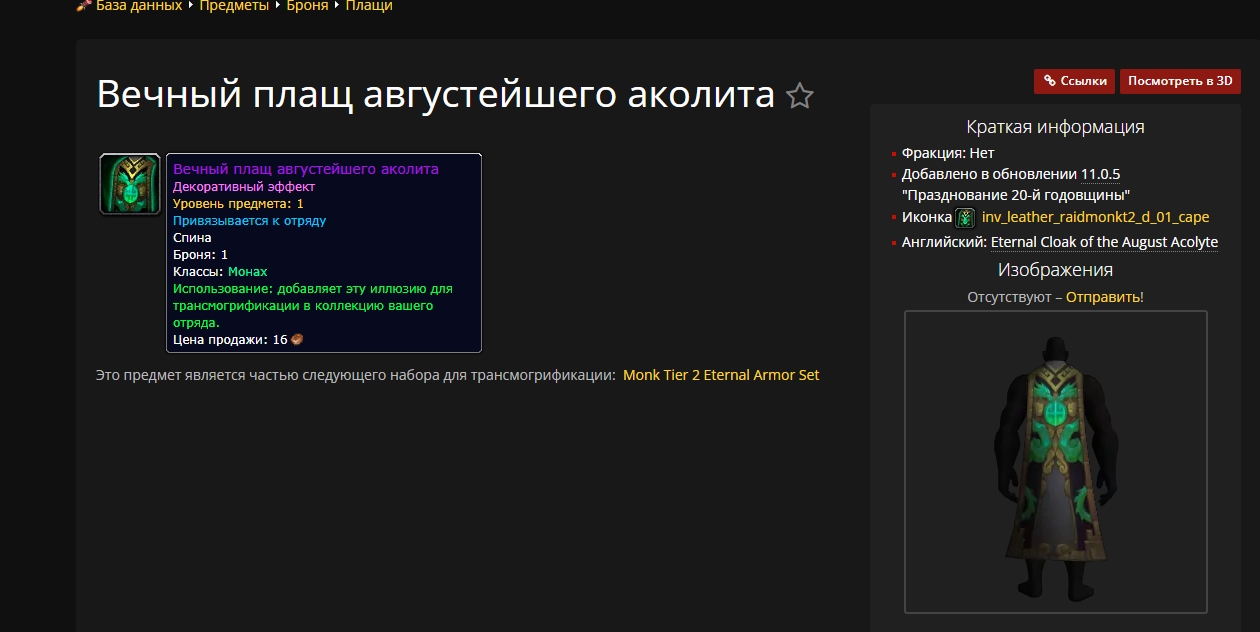 База данных ▸ Предметы ▸ Броня ▸ Плащи
Ссылки
Посмотреть в 3D
Вечный плащ августейшего аколита
Вечный плащ августейшего аколита
Декоративный эффект
Уровень предмета: 1
Привязывается к отряду
Спина
Броня: 1
Классы: Монах
Использование: добавляет эту иллюзию для
трансмогрификации в коллекцию вашего
отряда.
Цена продажи: 16
Это предмет является частью следующего набора для трансмогрификации: Monk Tier 2 Eternal Armor Set
Краткая информация
Фракция: Нет
Добавлено в обновлении 11.0.5
"Празднование 20-й годовщины"
Иконка inv_leather_raidmonkt2_d_01_cape
Английский: Eternal Cloak of the August Acolyte
Изображения
Отсутствуют – Отправить!